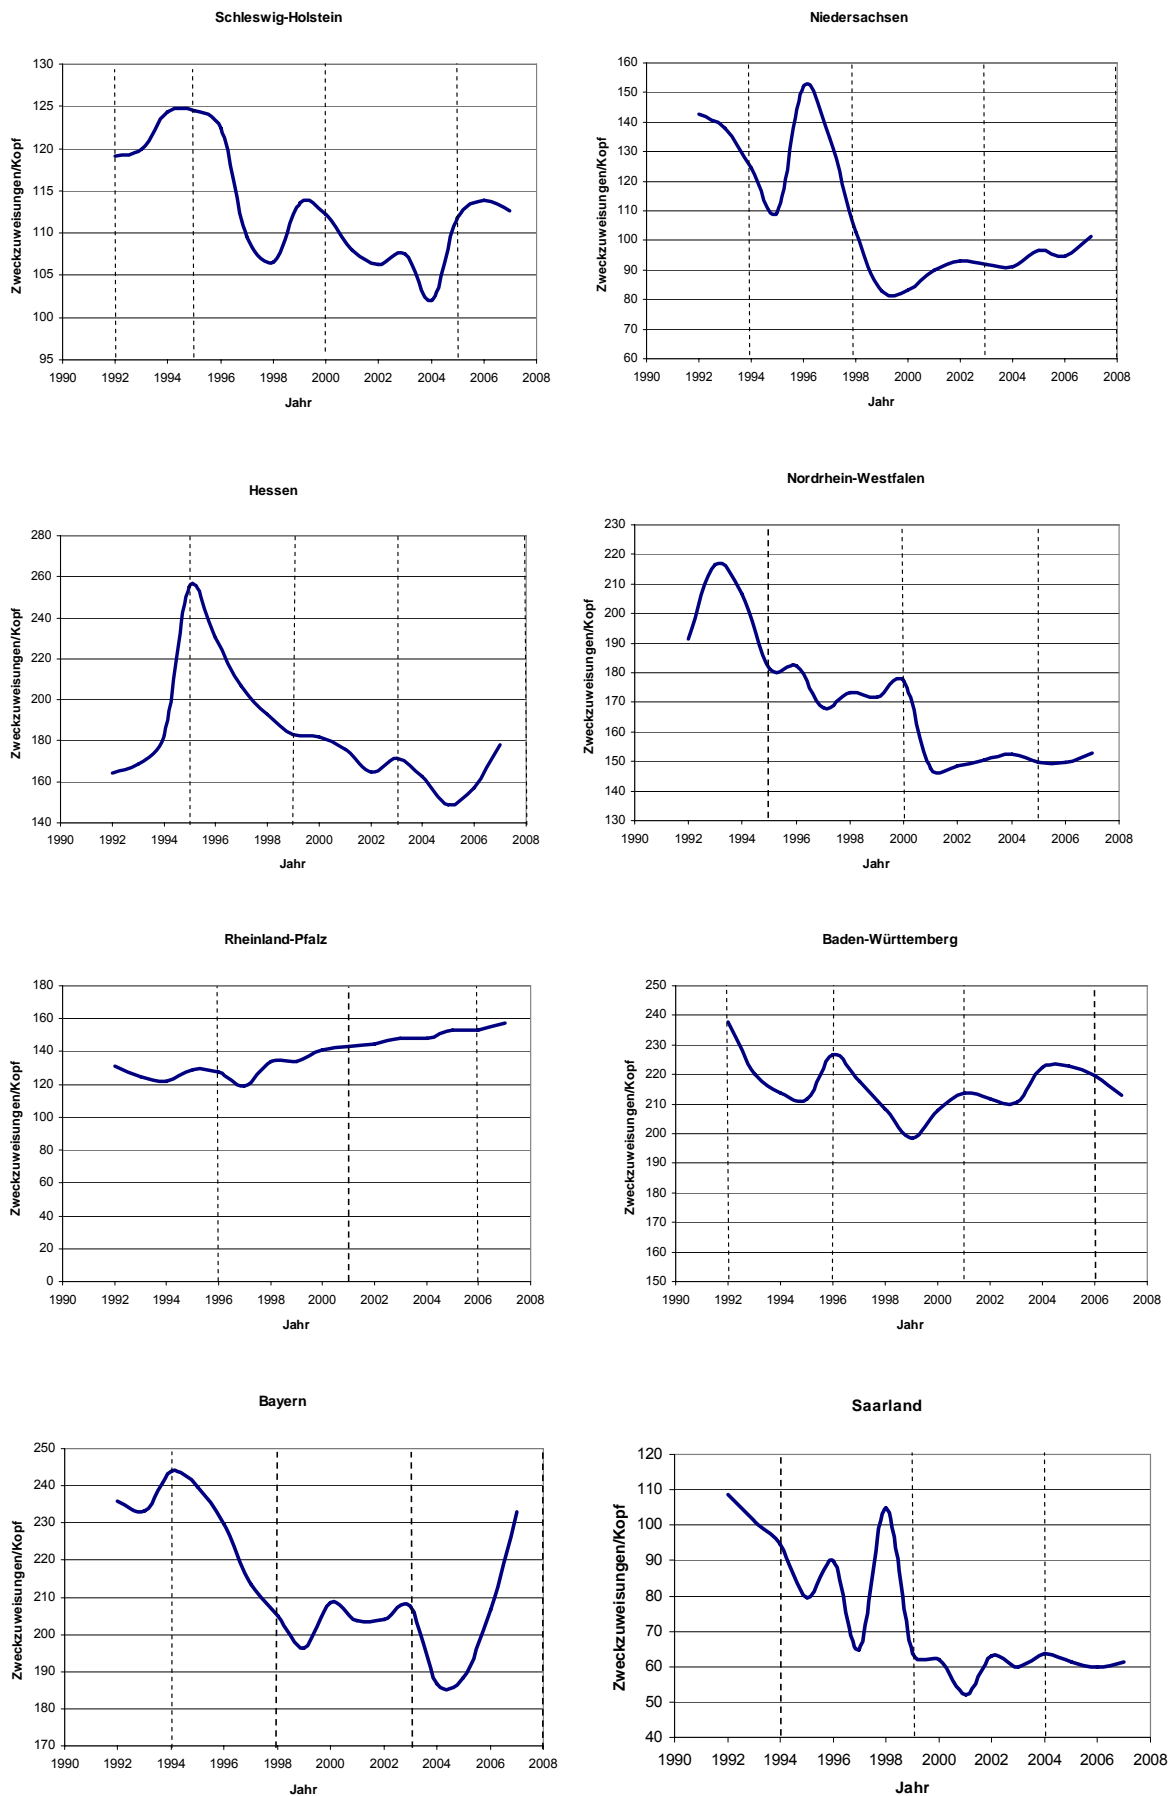 Schleswig-Holstein
Zweckzuweisungen/Kopf
130
125
120
115
110
105
100
95
1990 1992 1994 1996 1998 2000 2002 2004 2006 2008
Jahr
Niedersachsen
Zweckzuweisungen/Kopf
160
150
140
130
120
110
100
90
80
70
60
1990 1992 1994 1996 1998 2000 2002 2004 2006 2008
Jahr
Hessen
Zweckzuweisungen/Kopf
280
260
240
220
200
180
160
140
1990 1992 1994 1996 1998 2000 2002 2004 2006 2008
Jahr
Nordrhein-Westfalen
Zweckzuweisungen/Kopf
230
220
210
200
190
180
170
160
150
140
130
1990 1992 1994 1996 1998 2000 2002 2004 2006 2008
Jahr
Rheinland-Pfalz
Zweckzuweisungen/Kopf
180
160
140
120
100
80
60
40
20
0
1990 1992 1994 1996 1998 2000 2002 2004 2006 2008
Jahr
Baden-Württemberg
Zweckzuweisungen/Kopf
250
240
230
220
210
200
190
180
170
160
150
1990 1992 1994 1996 1998 2000 2002 2004 2006 2008
Jahr
Bayern
Zweckzuweisungen/Kopf
250
240
230
220
210
200
190
180
170
1990 1992 1994 1996 1998 2000 2002 2004 2006 2008
Jahr
Saarland
Zweckzuweisungen/Kopf
120
110
100
90
80
70
60
50
40
1990 1992 1994 1996 1998 2000 2002 2004 2006 2008
Jahr